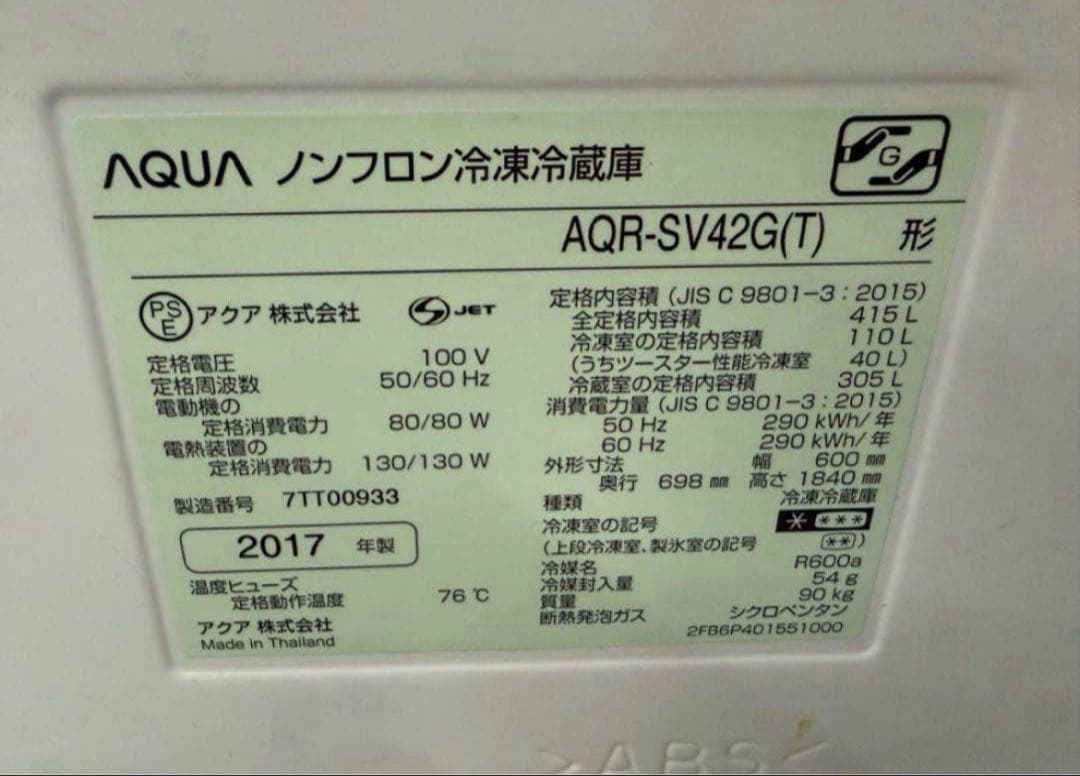 AQUA ノンフロン冷凍冷蔵庫
G
AQR-SV42G(T) 形
PSE アクア 株式会社 JET
定格電圧 100 V
定格周波数 50/60 Hz
電動機の
定格消費電力 80/80 W
電熱装置の
定格消費電力 130/130 W
製造番号 7TT00933
2017 年製
温度ヒューズ
定格動作温度 76 ℃
アクア 株式会社
Made in Thailand
定格内容積 (JIS C 9801-3 : 2015)
全定格内容積 415 L
冷凍室の定格内容積 110 L
(うちツースター性能冷凍室 40 L)
冷蔵室の定格内容積 305 L
消費電力量 (JIS C 9801-3 : 2015)
50 Hz 290 kWh/年
60 Hz 290 kWh/年
外形寸法 幅 600 mm
奥行 698 mm 高さ 1840 mm
種類 冷凍冷蔵庫
冷凍室の記号 * ***
(上段冷凍室、製氷室の記号 **)
冷媒名 R600a
冷媒封入量 54 g
質量 90 kg
断熱発泡ガス シクロペンタン
2FB6P401551000
>ABS<